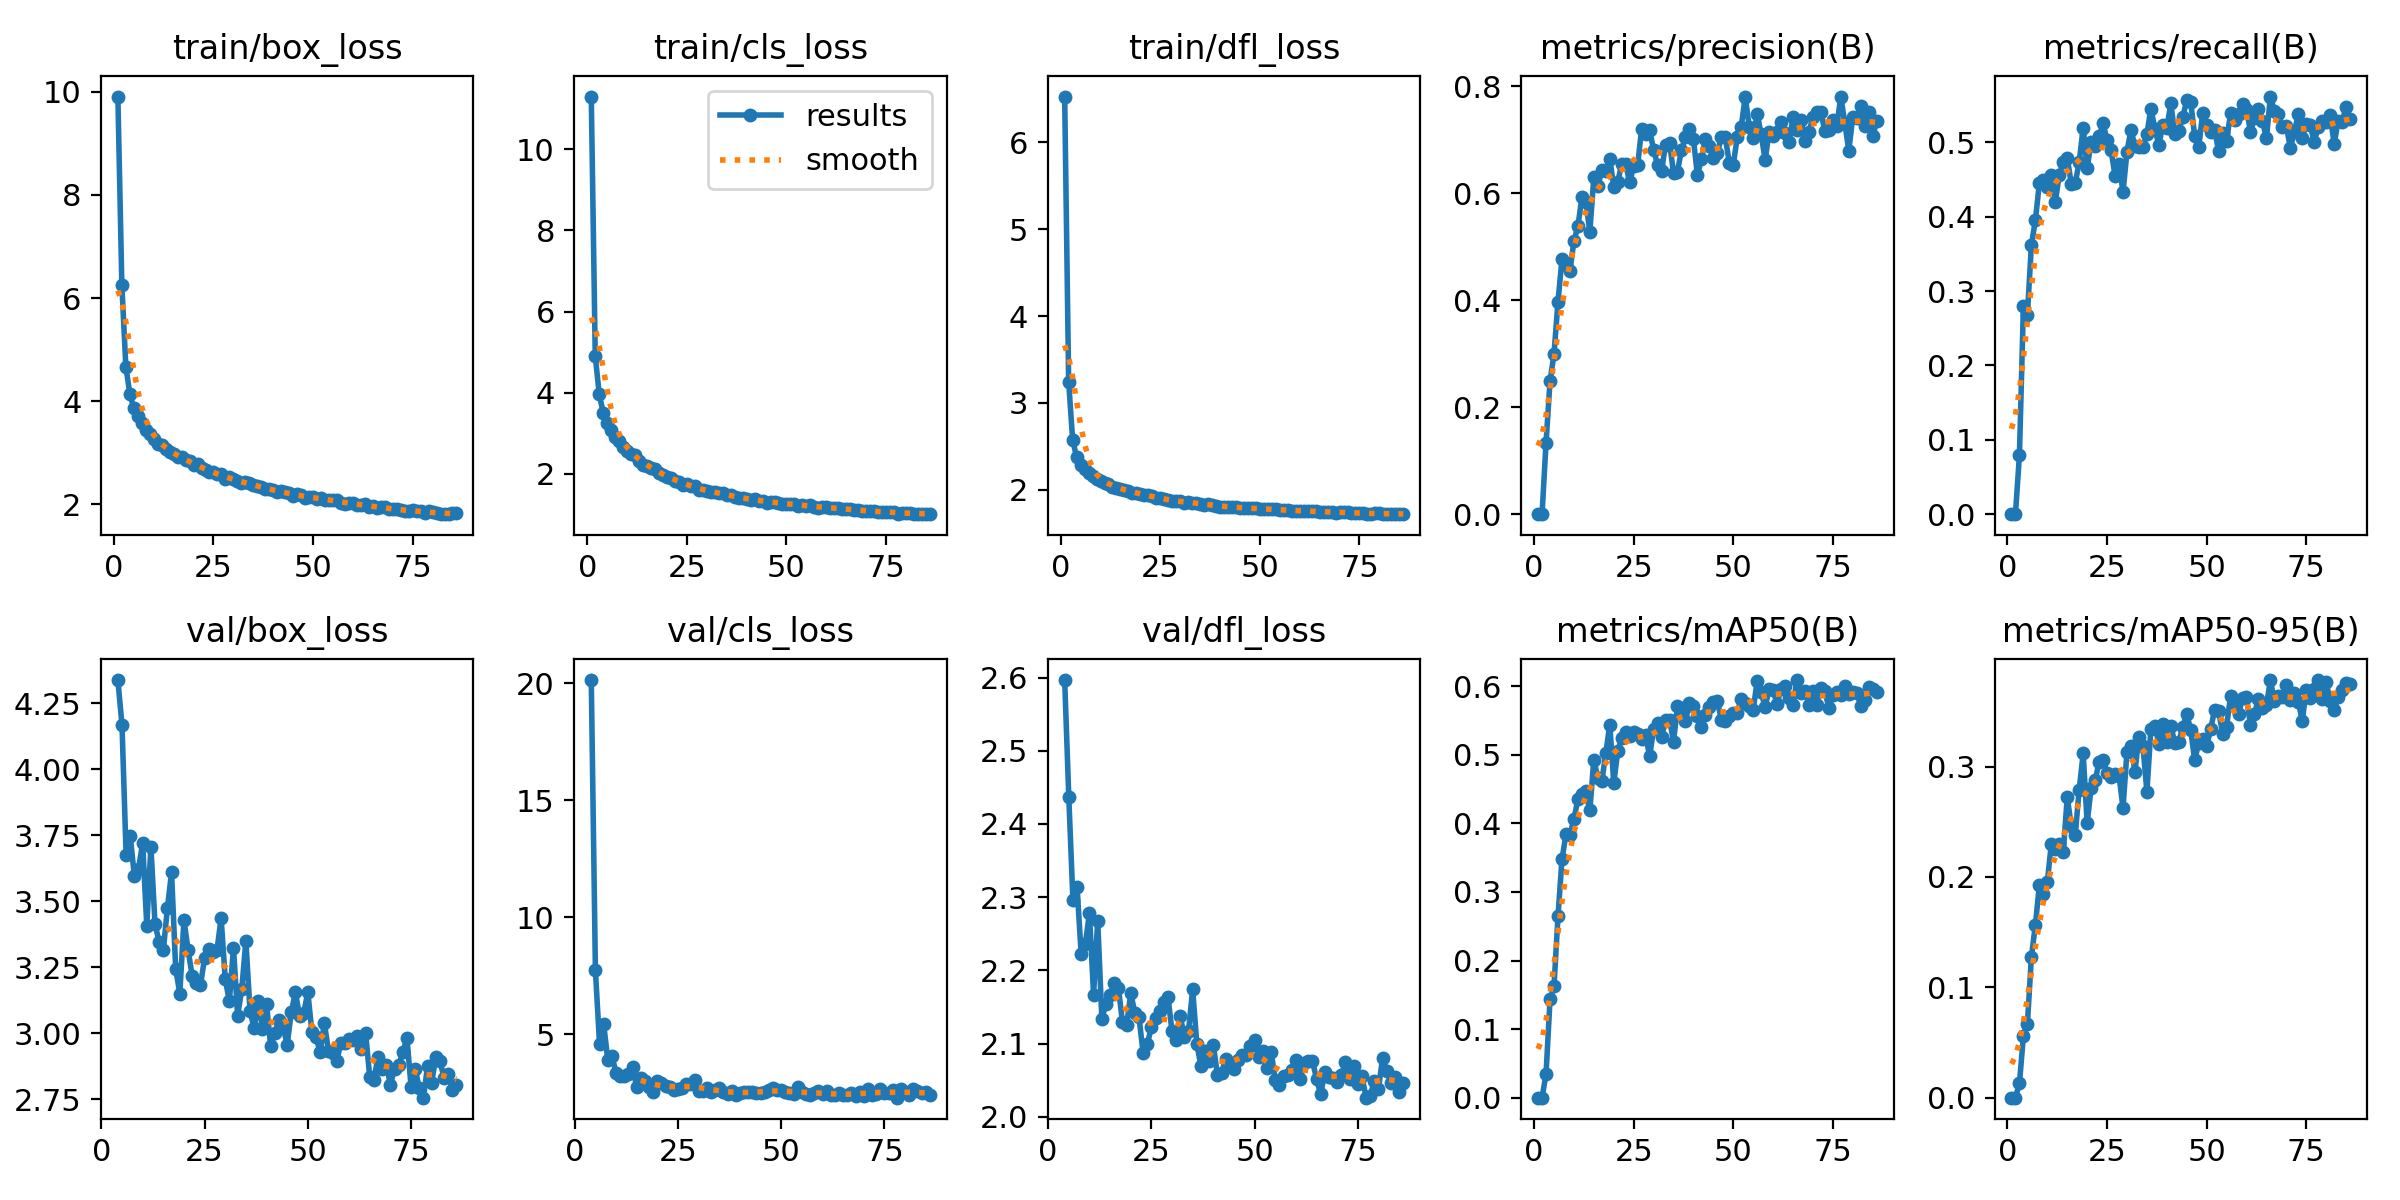 train/box_loss
10
8
6
4
2
0 25 50 75
train/cls_loss
results
smooth
10
8
6
4
2
0 25 50 75
train/dfl_loss
6
5
4
3
2
0 25 50 75
metrics/precision(B)
0.8
0.6
0.4
0.2
0.0
0 25 50 75
metrics/recall(B)
0.5
0.4
0.3
0.2
0.1
0.0
0 25 50 75
val/box_loss
4.25
4.00
3.75
3.50
3.25
3.00
2.75
0 25 50 75
val/cls_loss
20
15
10
5
0 25 50 75
val/dfl_loss
2.6
2.5
2.4
2.3
2.2
2.1
2.0
0 25 50 75
metrics/mAP50(B)
0.6
0.5
0.4
0.3
0.2
0.1
0.0
0 25 50 75
metrics/mAP50-95(B)
0.3
0.2
0.1
0.0
0 25 50 75